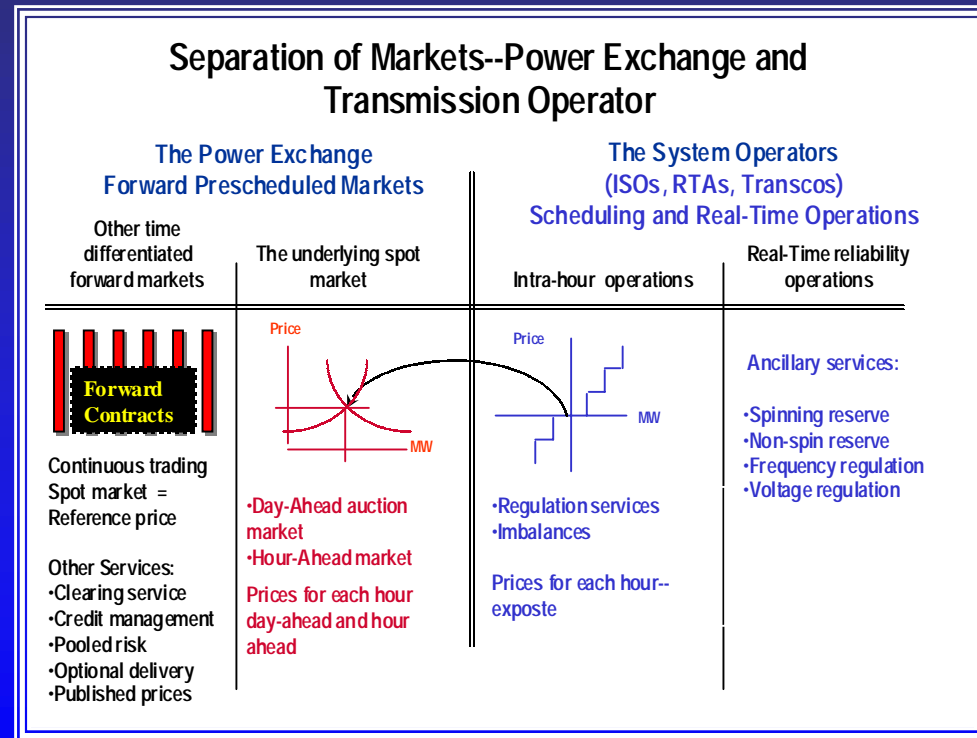 Separation of Markets--Power Exchange and
Transmission Operator
The Power Exchange
Forward Prescheduled Markets
The System Operators
(ISOs, RTAs, Transcos)
Scheduling and Real-Time Operations
Other time
differentiated
forward markets
The underlying spot
market
Intra-hour operations
Real-Time reliability
operations
Forward
Contracts
Continuous trading
Spot market =
Reference price
Other Services:
•Clearing service
•Credit management
•Pooled risk
•Optional delivery
•Published prices
Price
MW
•Day-Ahead auction
market
•Hour-Ahead market
Prices for each hour
day-ahead and hour
ahead
Price
MW
•Regulation services
•Imbalances
Prices for each hour--
exposte
Ancillary services:
•Spinning reserve
•Non-spin reserve
•Frequency regulation
•Voltage regulation